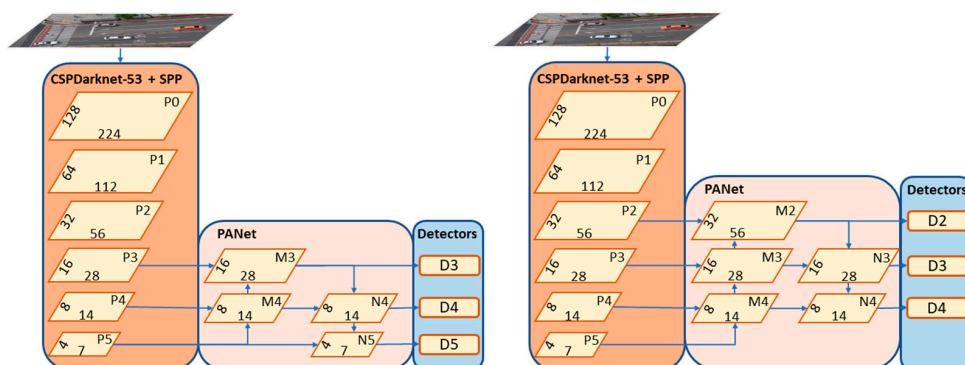 CSPDarknet-53 + SPP
P0
128
224
P1
64
112
P2
32
56
P3
16
28
P4
8
14
P5
4
7
PANet
M3
16
28
M4
8
14
N4
8
14
N5
4
7
Detectors
D3
D4
D5
CSPDarknet-53 + SPP
P0
128
224
P1
64
112
P2
32
56
P3
16
28
P4
8
14
P5
4
7
PANet
M2
32
56
M3
16
28
N3
16
28
M4
8
14
N4
8
14
Detectors
D2
D3
D4